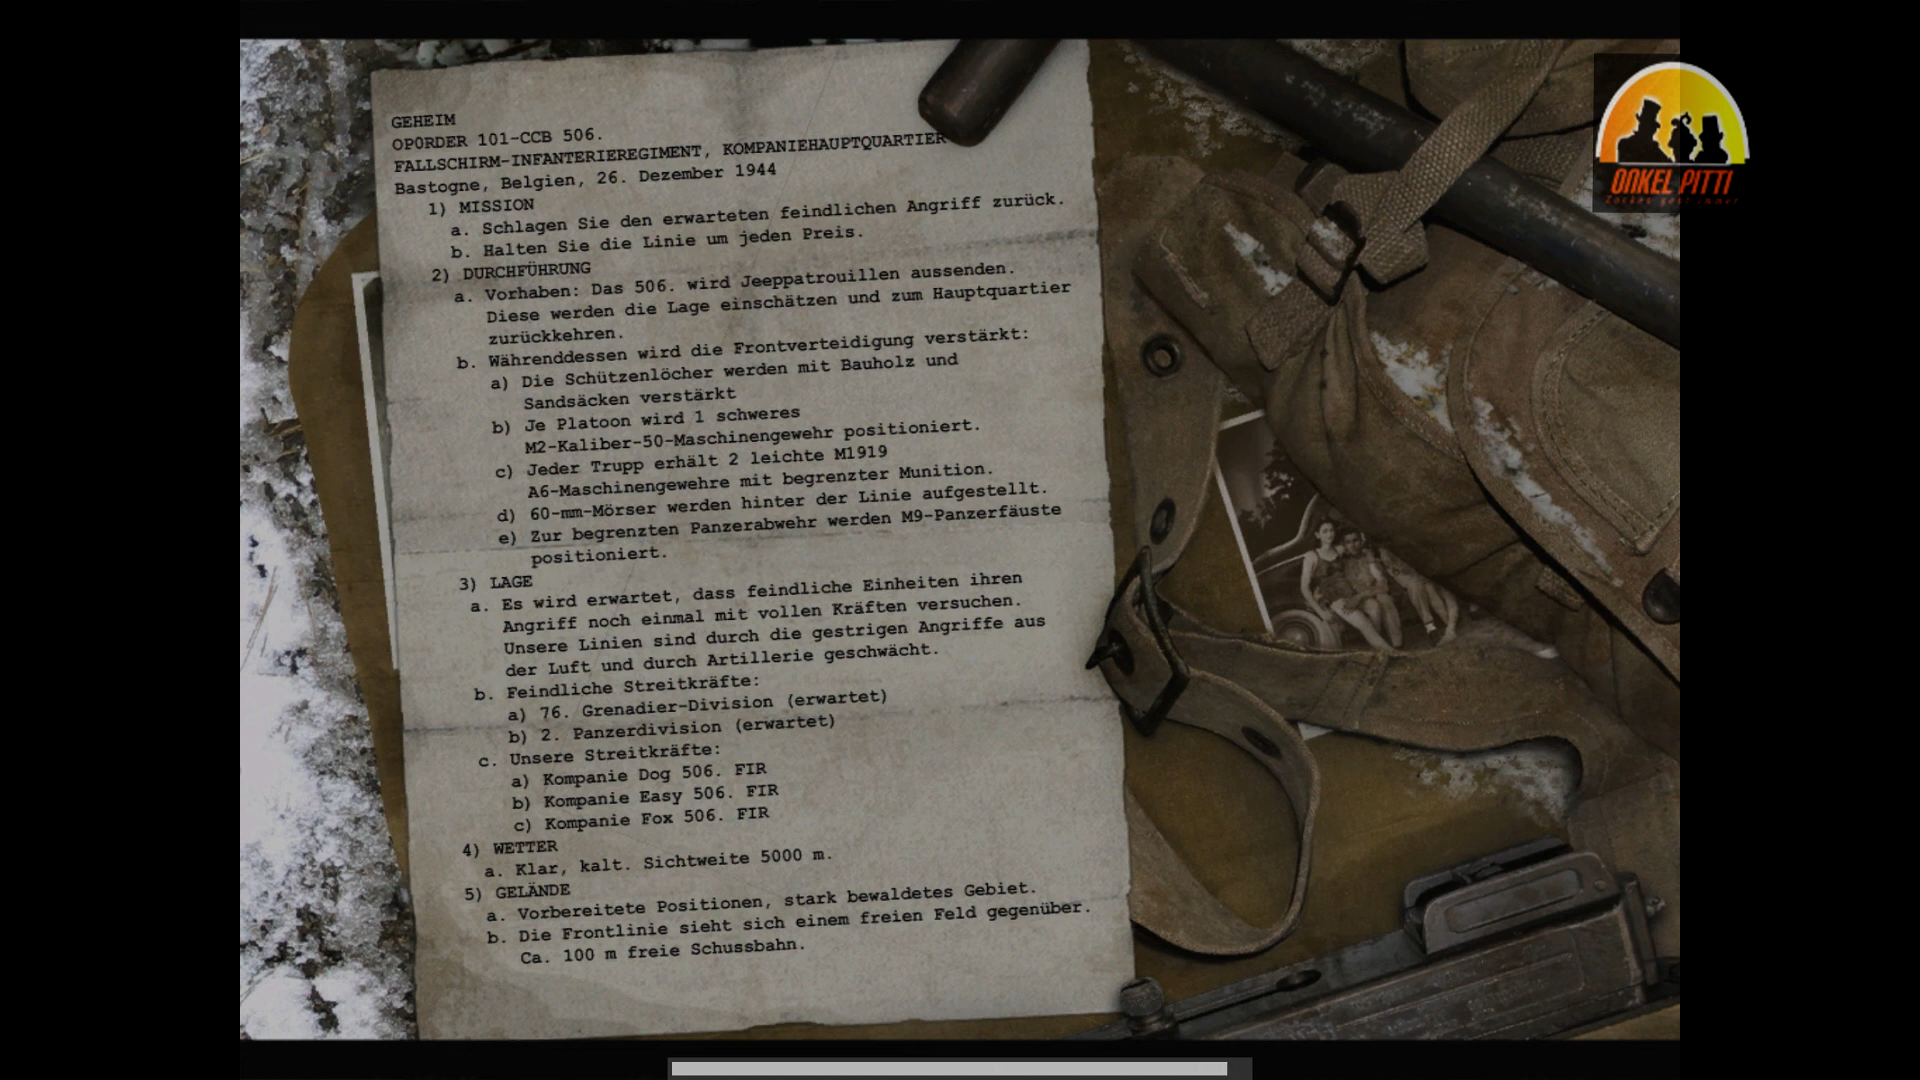 GEHEIM
OPORDER 101-CCB 506.
FALLSCHIRM-INFANTERIEREGIMENT, KOMPANIEHAUPTQUARTIER
Bastogne, Belgien, 26. Dezember 1944
1) MISSION
a. Schlagen Sie den erwarteten feindlichen Angriff zurück.
b. Halten Sie die Linie um jeden Preis.
2) DURCHFÜHRUNG
a. Vorhaben: Das 506. wird Jeeppatrouillen aussenden.
Diese werden die Lage einschätzen und zum Hauptquartier
zurückkehren.
b. Währenddessen wird die Frontverteidigung verstärkt:
a) Die Schützenlöcher werden mit Bauholz und
Sandsäcken verstärkt
b) Je Platoon wird 1 schweres
M2-Kaliber-50-Maschinengewehr positioniert.
c) Jeder Trupp erhält 2 leichte M1919
A6-Maschinengewehre mit begrenzter Munition.
d) 60-mm-Mörser werden hinter der Linie aufgestellt.
e) Zur begrenzten Panzerabwehr werden M9-Panzerfäuste
positioniert.
3) LAGE
a. Es wird erwartet, dass feindliche Einheiten ihren
Angriff noch einmal mit vollen Kräften versuchen.
Unsere Linien sind durch die gestrigen Angriffe aus
der Luft und durch Artillerie geschwächt.
b. Feindliche Streitkräfte:
a) 76. Grenadier-Division (erwartet)
b) 2. Panzerdivision (erwartet)
c. Unsere Streitkräfte:
a) Kompanie Dog 506. FIR
b) Kompanie Easy 506. FIR
c) Kompanie Fox 506. FIR
4) WETTER
a. Klar, kalt. Sichtweite 5000 m.
5) GELÄNDE
a. Vorbereitete Positionen, stark bewaldetes Gebiet.
b. Die Frontlinie sieht sich einem freien Feld gegenüber.
Ca. 100 m freie Schussbahn.
ONKEL PITTI
Zocken geht immer